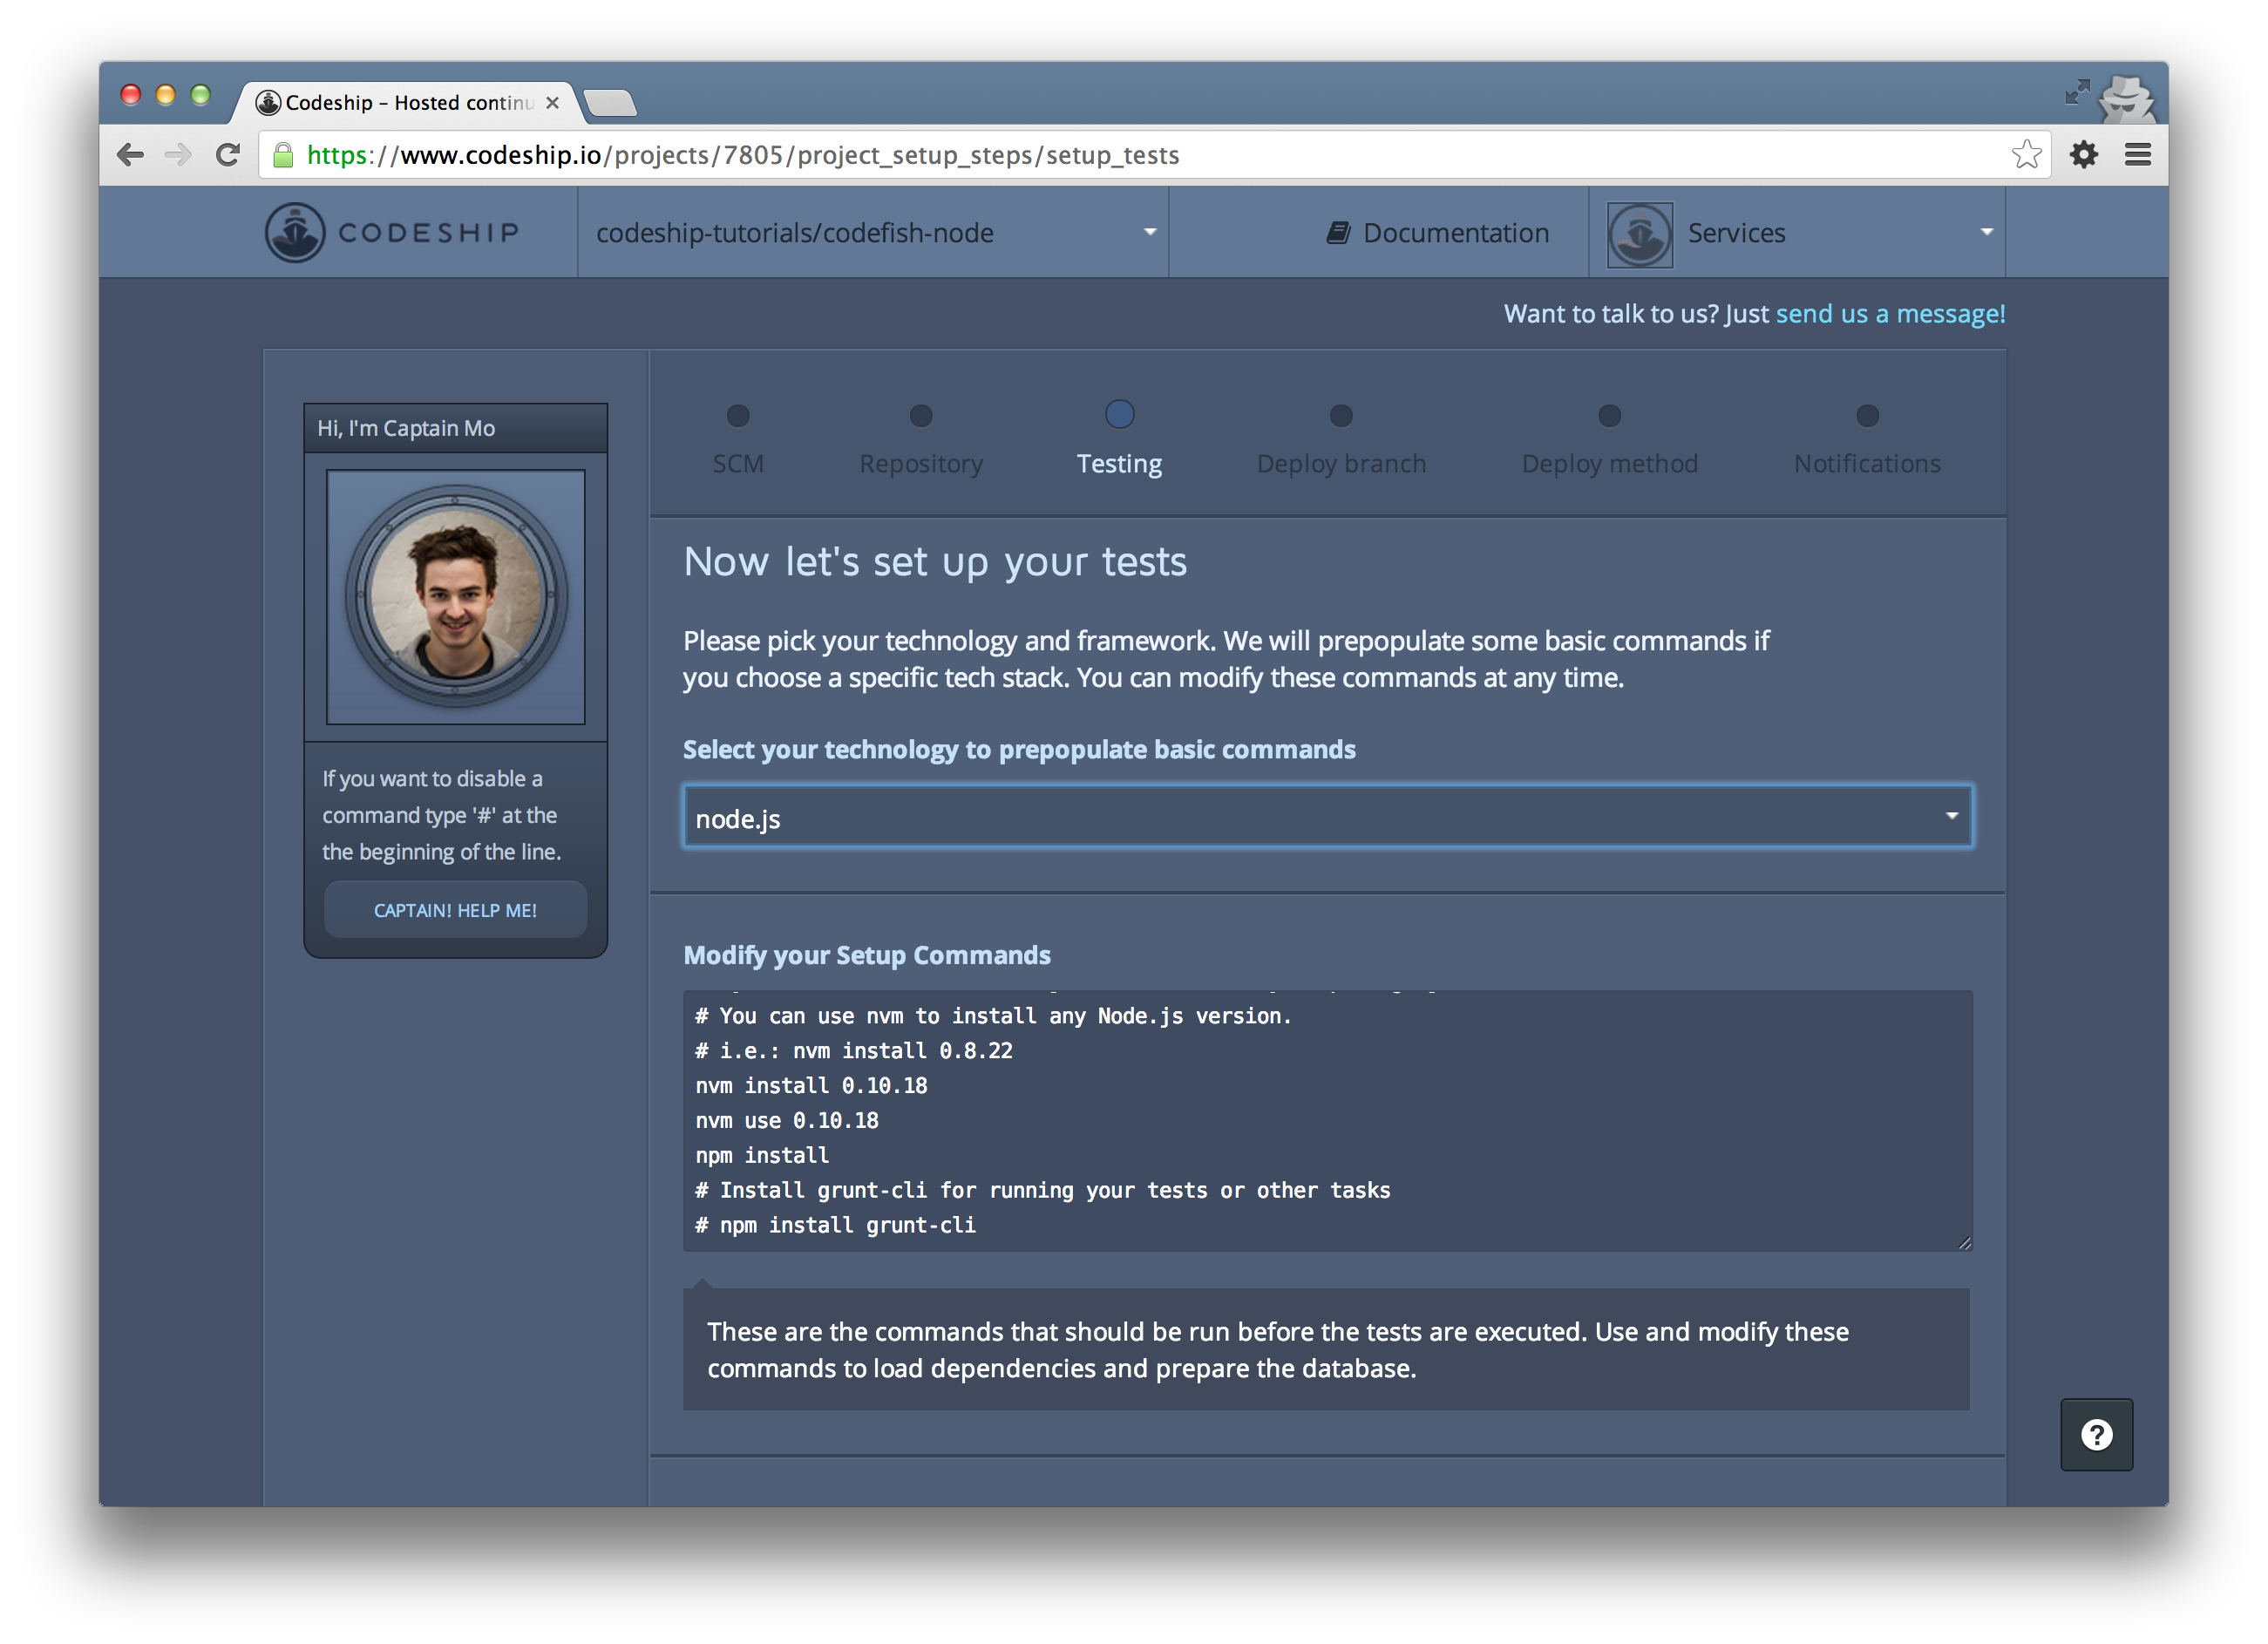 Codeship – Hosted continu
https://www.codeship.io/projects/7805/project_setup_steps/setup_tests
CODESHIP
codeship-tutorials/codefish-node
Documentation
Services
Want to talk to us? Just send us a message!
Hi, I'm Captain Mo
If you want to disable a
command type '#' at the
the beginning of the line.
CAPTAIN! HELP ME!
SCM
Repository
Testing
Deploy branch
Deploy method
Notifications
Now let's set up your tests
Please pick your technology and framework. We will prepopulate some basic commands if
you choose a specific tech stack. You can modify these commands at any time.
Select your technology to prepopulate basic commands
node.js
Modify your Setup Commands
# You can use nvm to install any Node.js version.
# i.e.: nvm install 0.8.22
nvm install 0.10.18
nvm use 0.10.18
npm install
# Install grunt-cli for running your tests or other tasks
# npm install grunt-cli
These are the commands that should be run before the tests are executed. Use and modify these
commands to load dependencies and prepare the database.
?